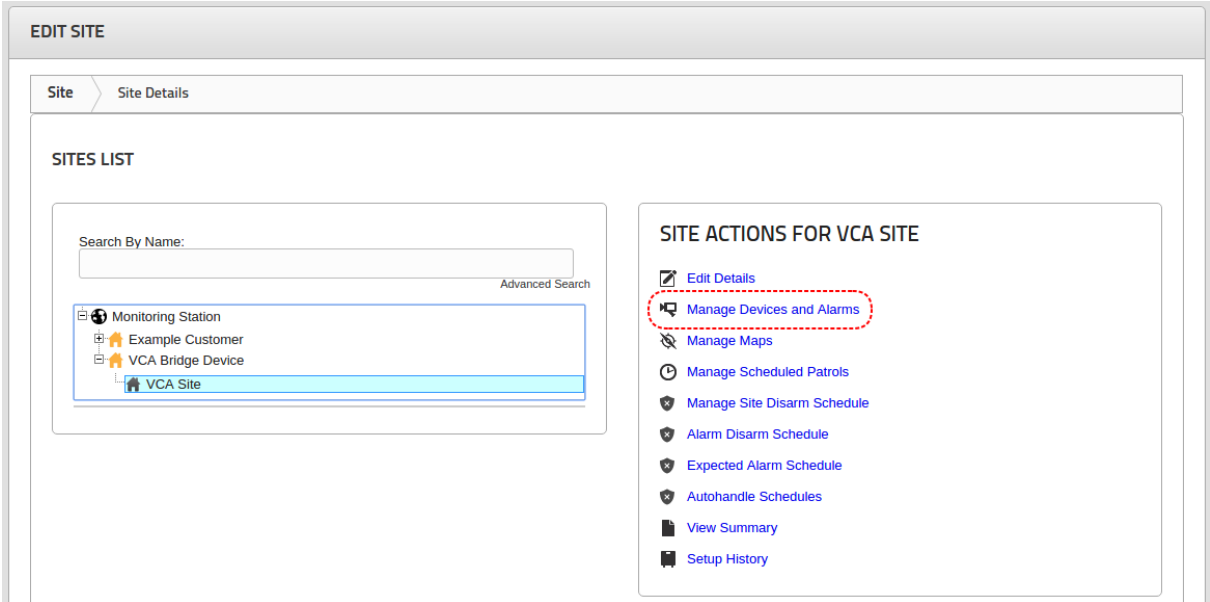 EDIT SITE
Site
Site Details
SITES LIST
Search By Name:
Advanced Search
Monitoring Station
Example Customer
VCA Bridge Device
VCA Site
SITE ACTIONS FOR VCA SITE
Edit Details
Manage Devices and Alarms
Manage Maps
Manage Scheduled Patrols
Manage Site Disarm Schedule
Alarm Disarm Schedule
Expected Alarm Schedule
Autohandle Schedules
View Summary
Setup History